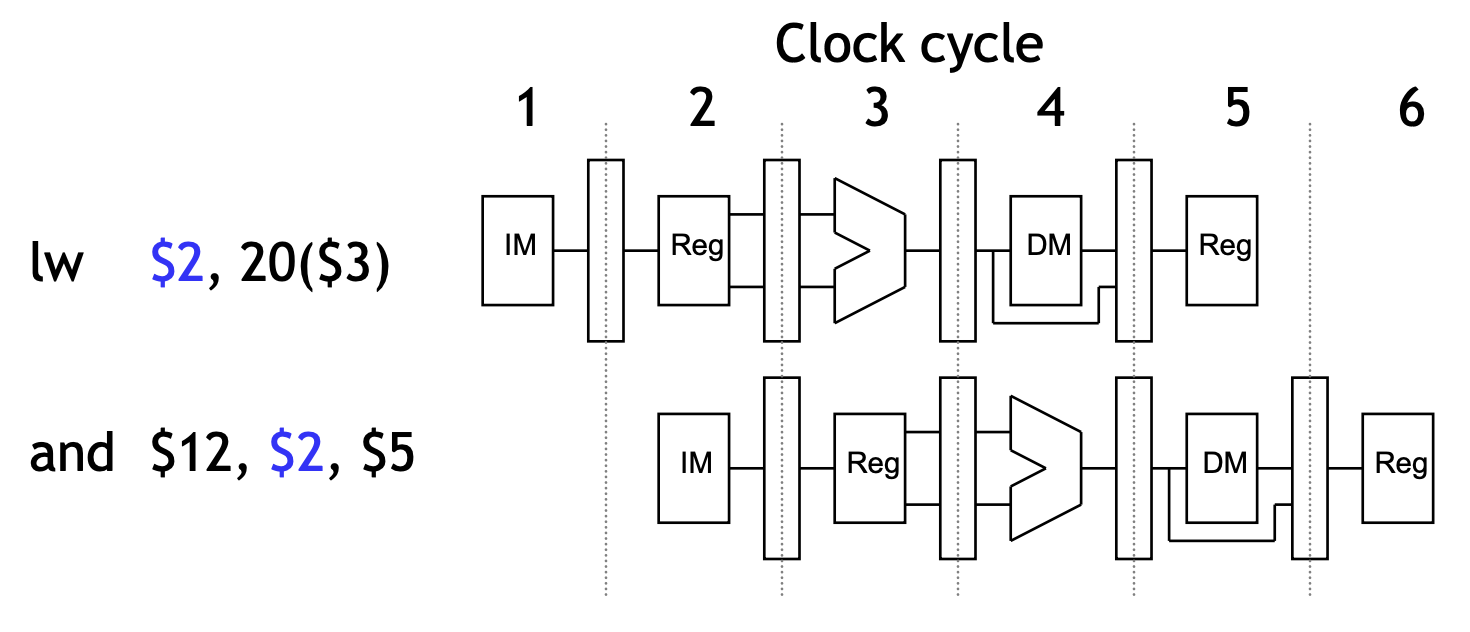 Clock cycle
1 2 3 4 5 6
lw $2, 20($3) IM Reg DM Reg
and $12, $2, $5 IM Reg DM Reg